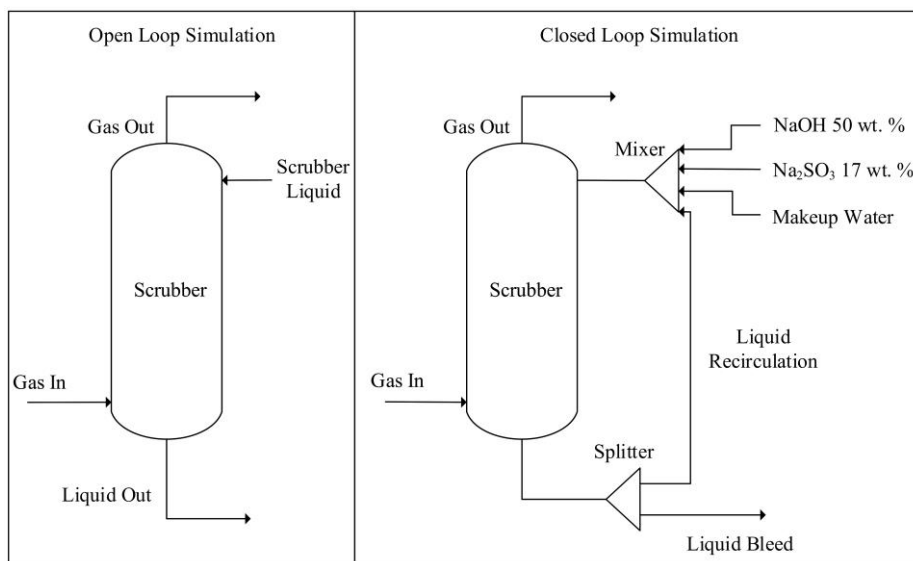 Open Loop Simulation
Gas Out
Scrubber
Liquid
Scrubber
Gas In
Liquid Out
Closed Loop Simulation
Gas Out
Mixer
NaOH 50 wt. %
Na₂SO₃ 17 wt. %
Makeup Water
Scrubber
Liquid
Recirculation
Gas In
Splitter
Liquid Bleed